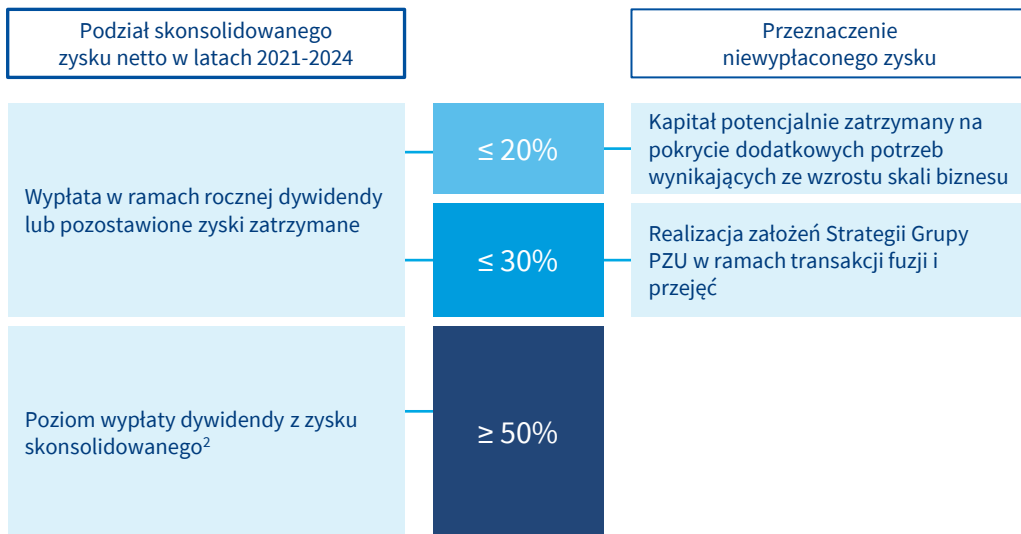 Podział skonsolidowanego
zysku netto w latach 2021-2024
Przeznaczenie
niewypłaconego zysku
Wypłata w ramach rocznej dywidendy
lub pozostawione zyski zatrzymane
≤ 20%
Kapitał potencjalnie zatrzymany na
pokrycie dodatkowych potrzeb
wynikających ze wzrostu skali biznesu
≤ 30%
Realizacja założeń Strategii Grupy
PZU w ramach transakcji fuzji i
przejęć
Poziom wypłaty dywidendy z zysku
skonsolidowanego²
≥ 50%